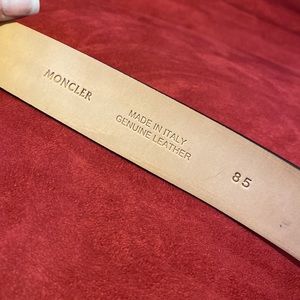 MONCLER
MADE IN ITALY
GENUINE LEATHER
85